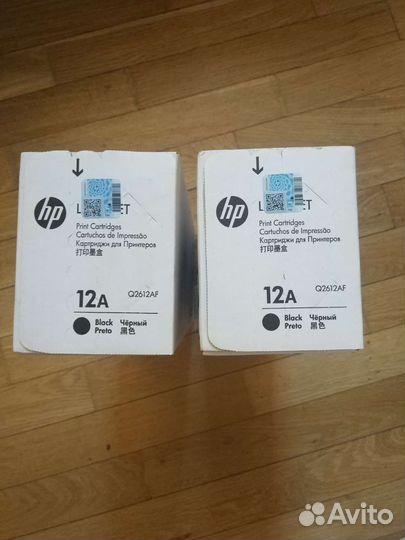 hp
Print Cartridges
Cartuchos de Impressão
Картриджи для Принтеров
打印墨盒
12A Q2612AF
Black Чёрный
Preto 黑色
hp
Print Cartridges
Cartuchos de Impressão
Картриджи для Принтеров
打印墨盒
12A Q2612AF
Black Чёрный
Preto 黑色
Avito